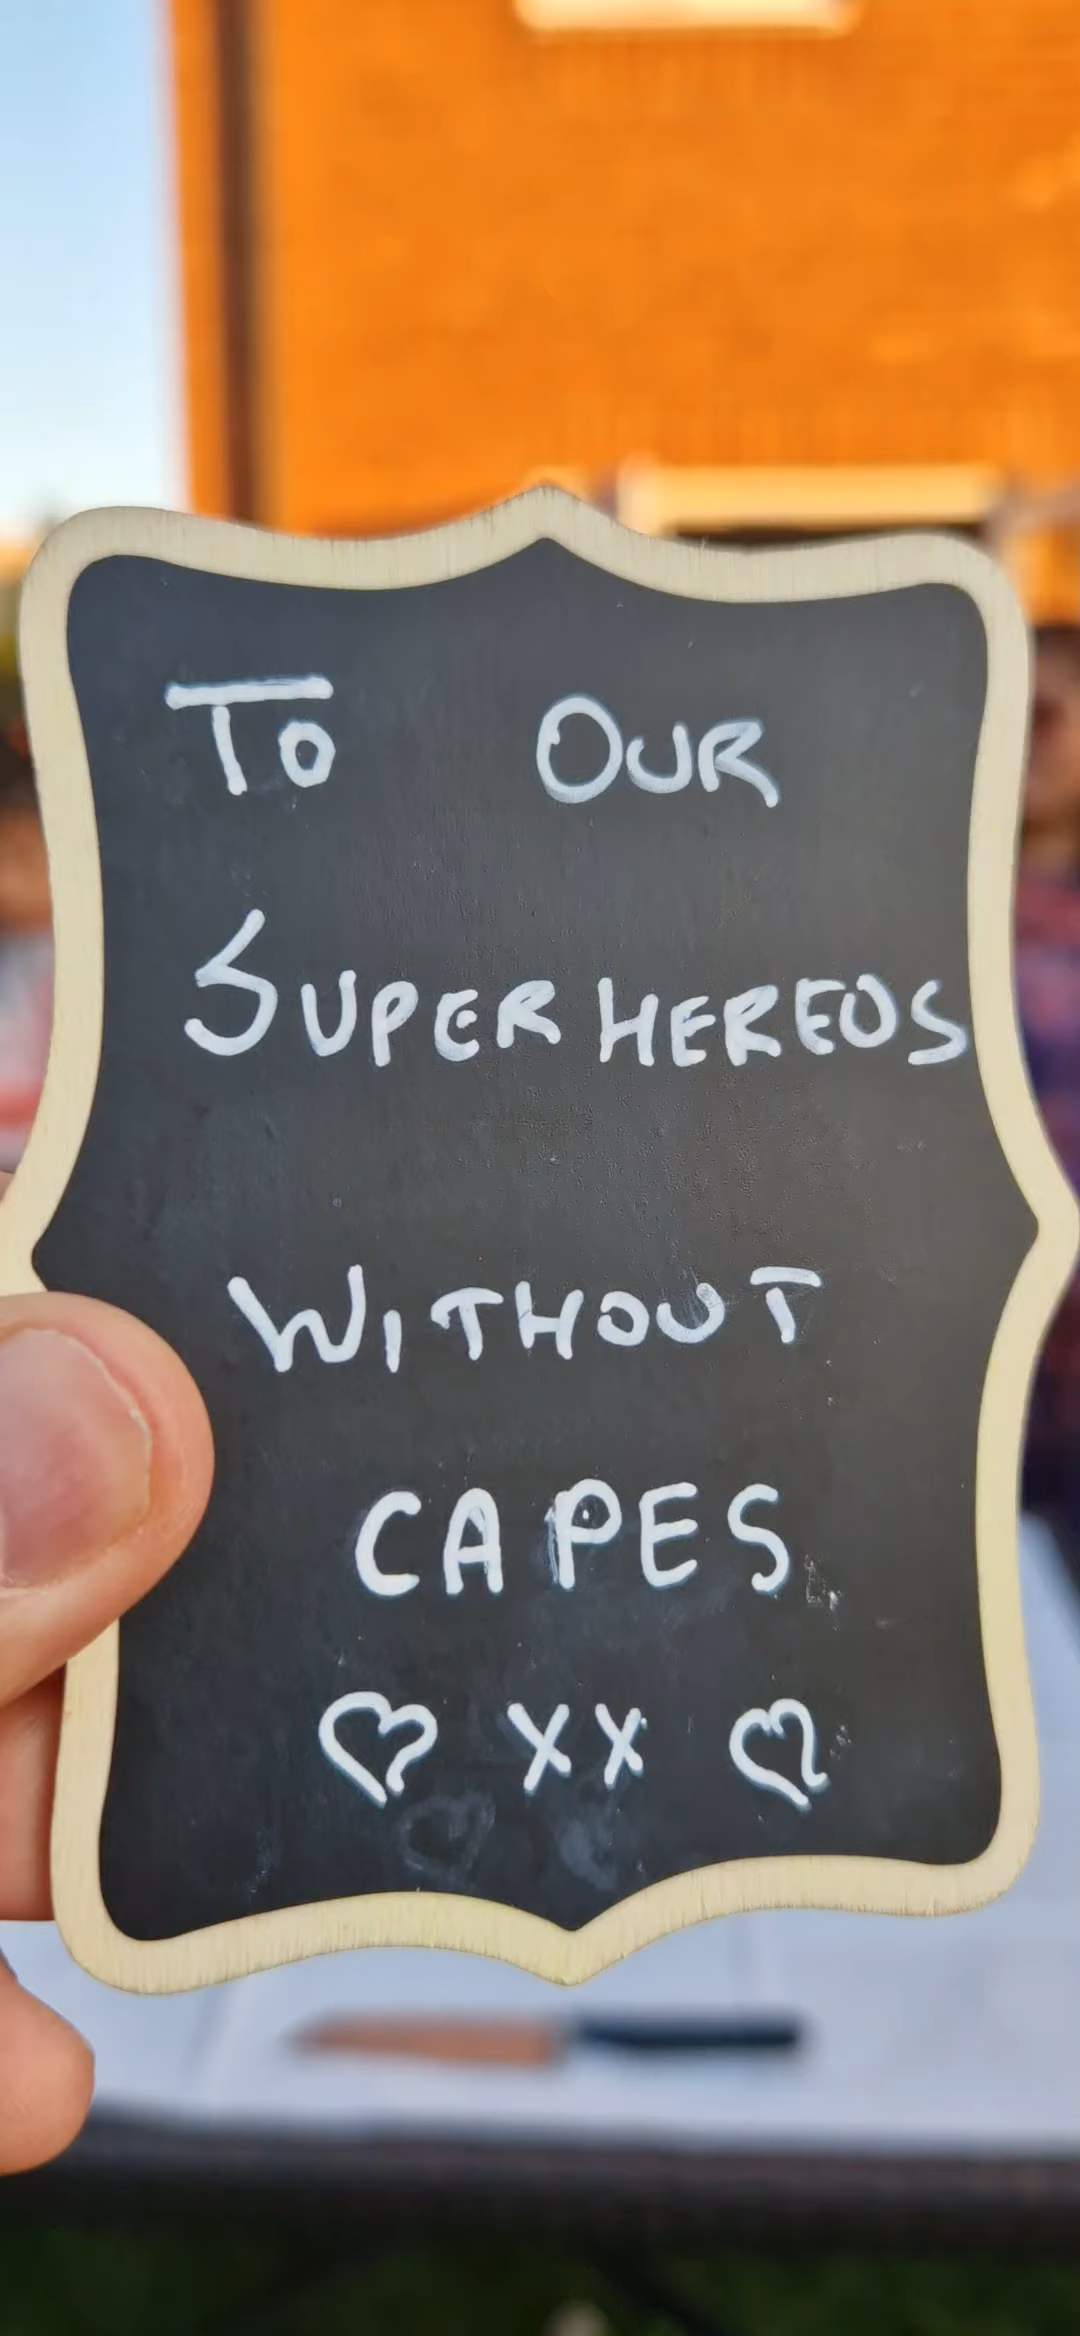 To OUR
SUPERHEREOS
WITHOUT
CAPES
♡ XX ♡